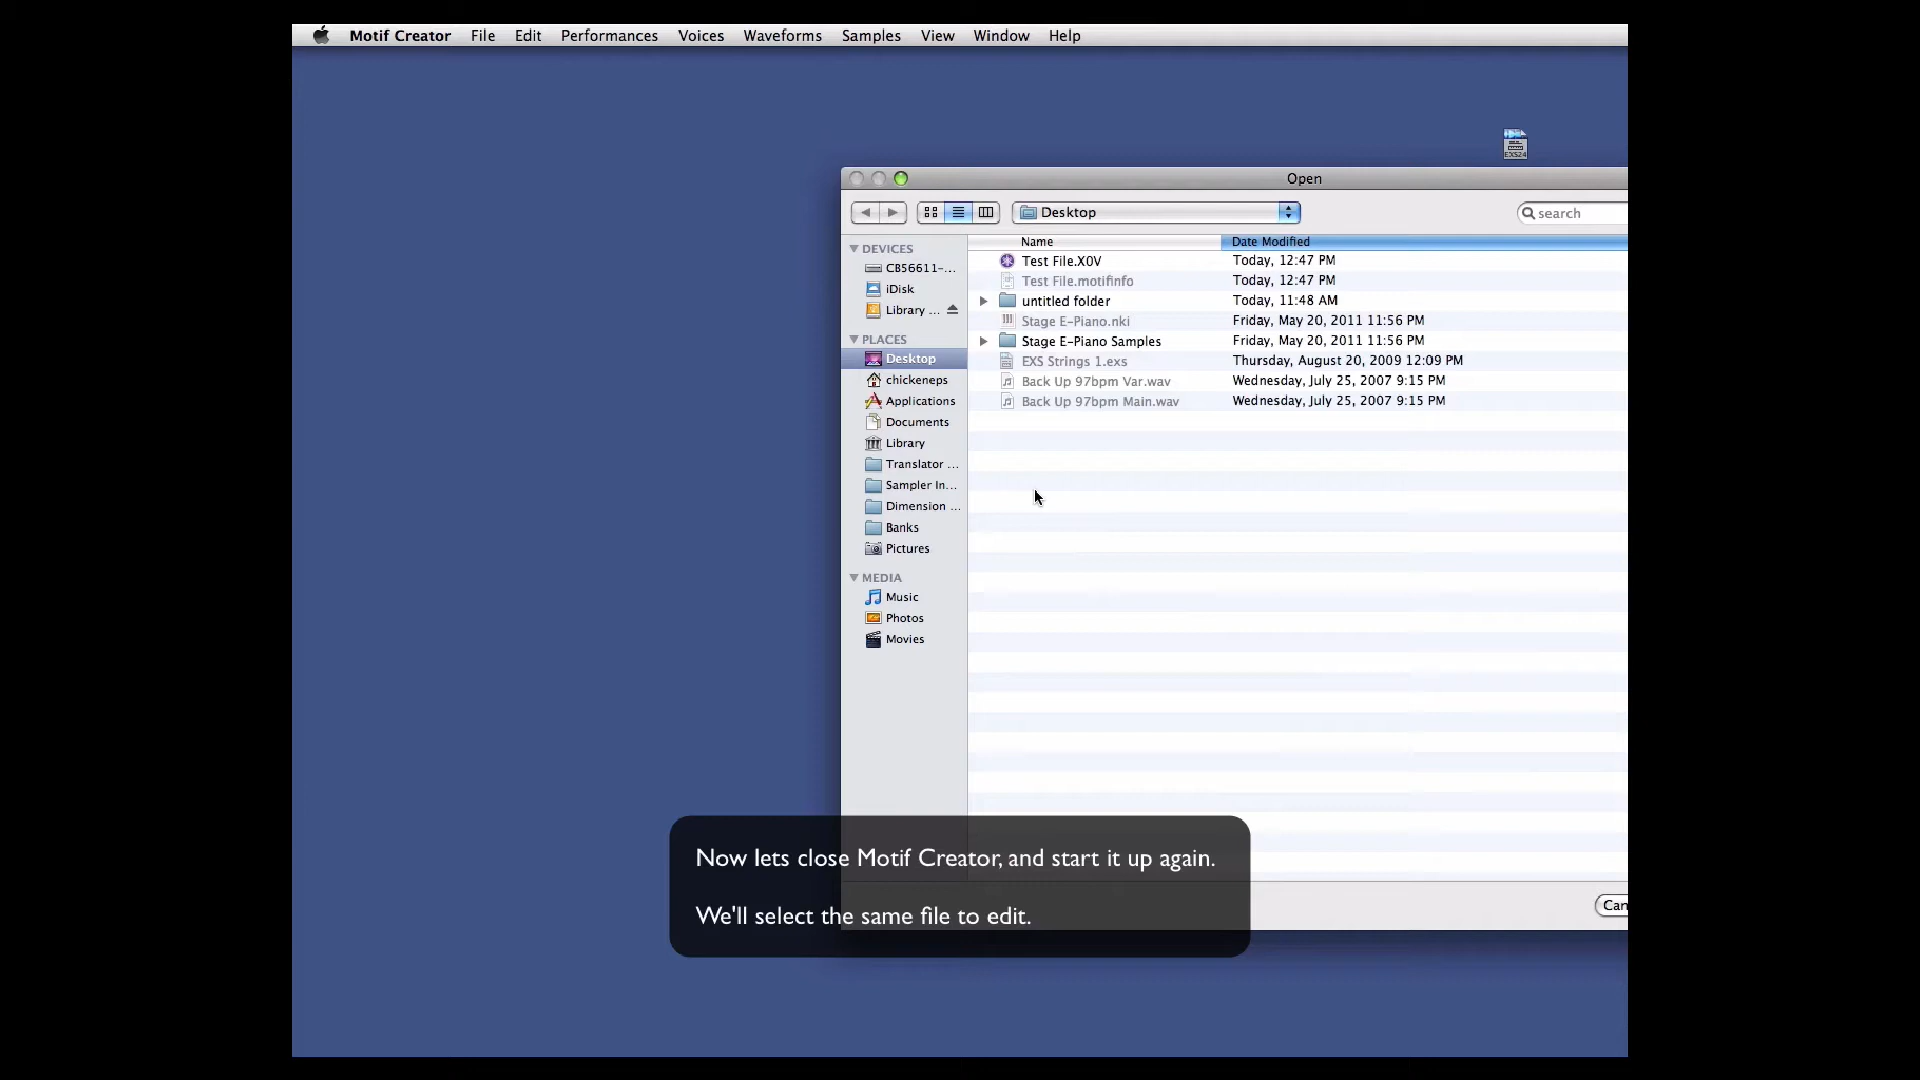 Motif Creator File Edit Performances Voices Waveforms Samples View Window Help
EXS24
Open
Desktop
search
Name Date Modified
DEVICES
CB56611-...
iDisk
Library ...
PLACES
Desktop
chickeneps
Applications
Documents
Library
Translator ...
Sampler In...
Dimension ...
Banks
Pictures
MEDIA
Music
Photos
Movies
Test File.X0V Today, 12:47 PM
Test File.motifinfo Today, 12:47 PM
untitled folder Today, 11:48 AM
Stage E-Piano.nki Friday, May 20, 2011 11:56 PM
Stage E-Piano Samples Friday, May 20, 2011 11:56 PM
EXS Strings 1.exs Thursday, August 20, 2009 12:09 PM
Back Up 97bpm Var.wav Wednesday, July 25, 2007 9:15 PM
Back Up 97bpm Main.wav Wednesday, July 25, 2007 9:15 PM
Can
Now lets close Motif Creator, and start it up again.
We'll select the same file to edit.